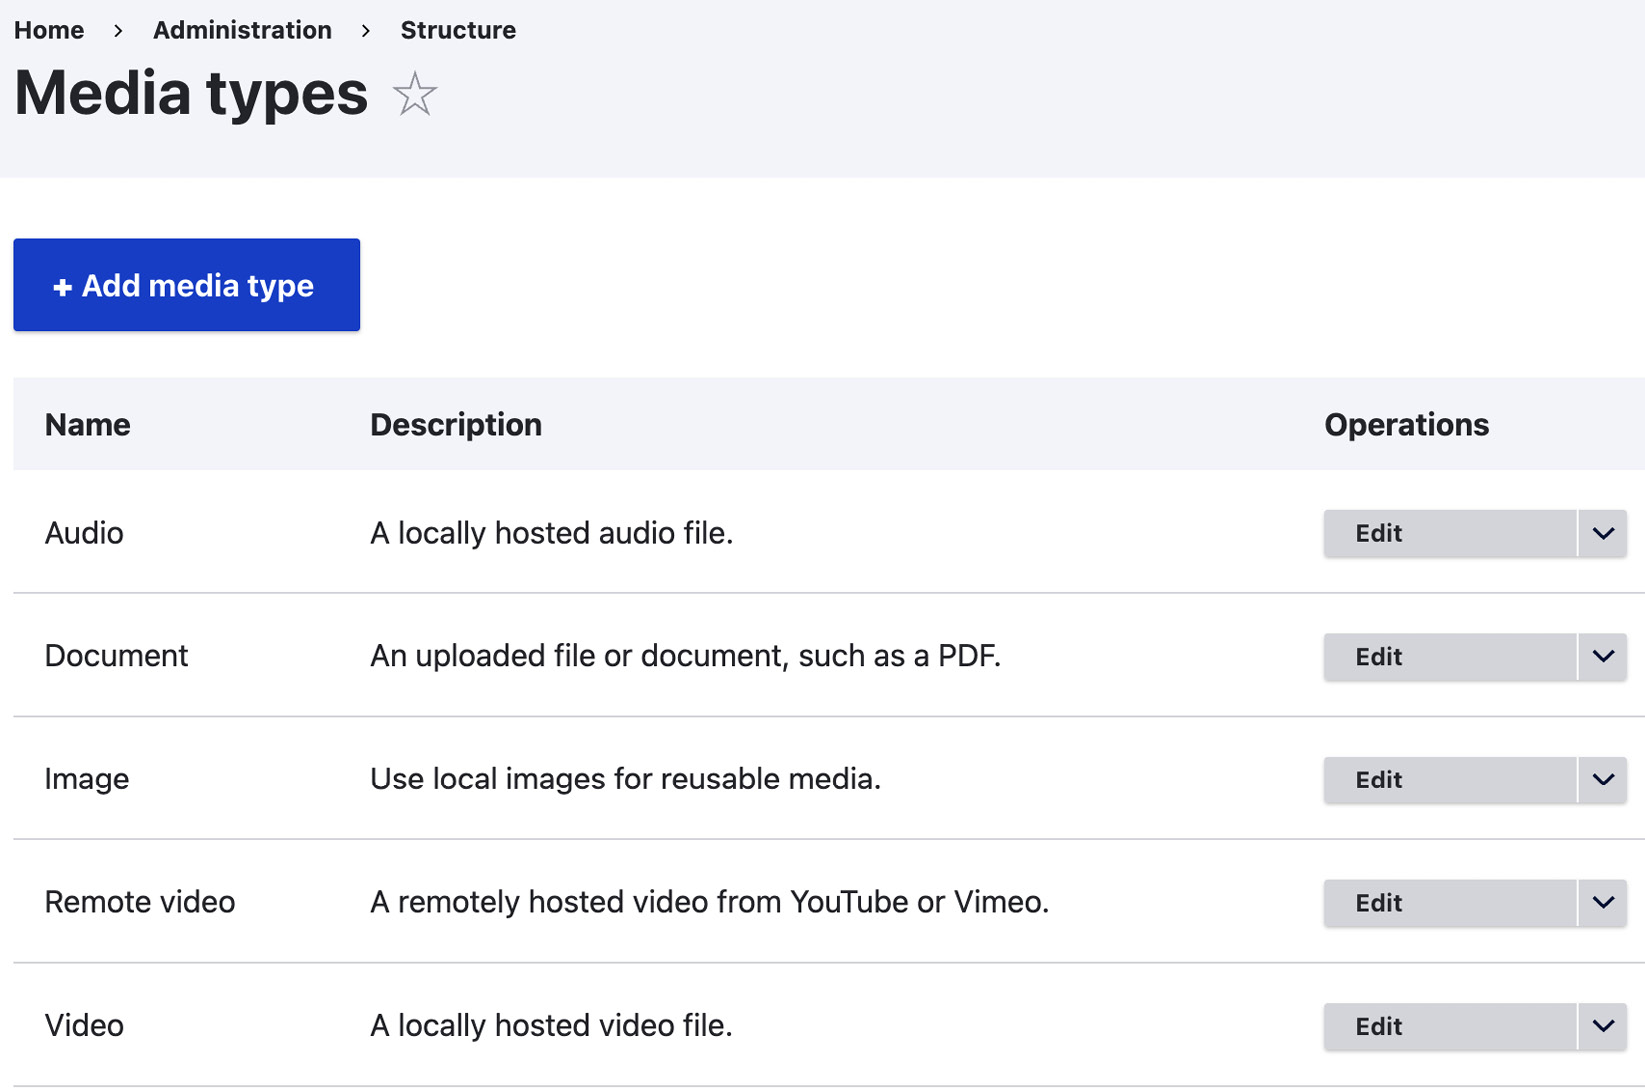 Home > Administration > Structure
Media types
+ Add media type
Name Description Operations
Audio A locally hosted audio file. Edit
Document An uploaded file or document, such as a PDF. Edit
Image Use local images for reusable media. Edit
Remote video A remotely hosted video from YouTube or Vimeo. Edit
Video A locally hosted video file. Edit